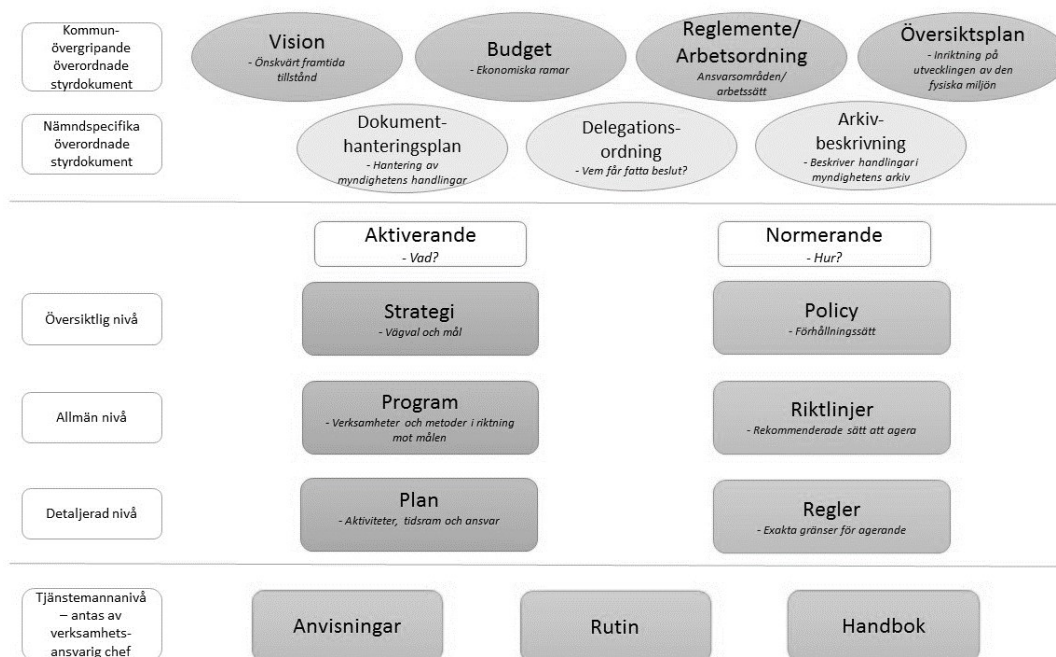 Kommun-
övergripande
överordnade
styrdokument
Vision
- Önskvärt framtida
tillstånd
Budget
- Ekonomiska ramar
Reglemente/
Arbetsordning
Ansvarsområden/
arbetssätt
Översiktsplan
- Inriktning på
utvecklingen av den
fysiska miljön
Nämndspecifika
överordnade
styrdokument
Dokument-
hanteringsplan
- Hantering av
myndighetens handlingar
Delegations-
ordning
- Vem får fatta beslut?
Arkiv-
beskrivning
- Beskriver handlingar i
myndighetens arkiv
Aktiverande
- Vad?
Normerande
- Hur?
Översiktlig nivå
Strategi
- Vägval och mål
Policy
- Förhållningssätt
Allmän nivå
Program
- Verksamheter och metoder i riktning
mot målen
Riktlinjer
- Rekommenderade sätt att agera
Detaljerad nivå
Plan
- Aktiviteter, tidsram och ansvar
Regler
- Exakta gränser för agerande
Tjänstemannanivå
– antas av
verksamhets-
ansvarig chef
Anvisningar
Rutin
Handbok